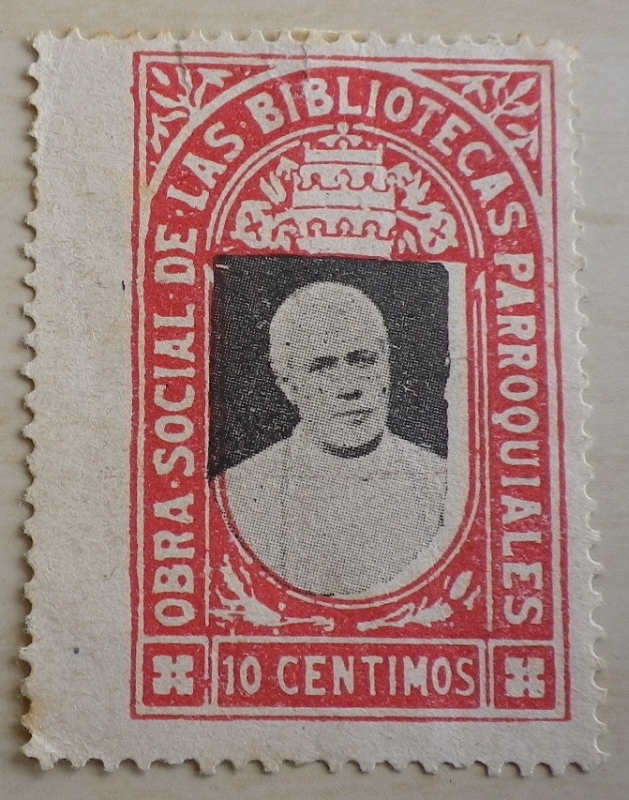 OBRA·SOCIAL·DE·LAS BIBLIOTECAS PARROQUIALES
10 CENTIMOS